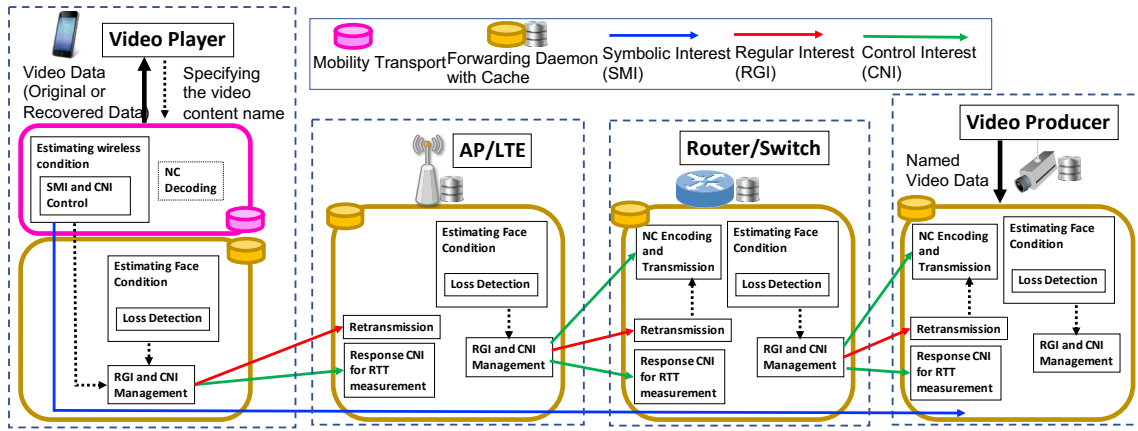 Video Player
Video Data
(Original or
Recovered Data)
Specifying
the video
content name
Estimating wireless
condition
SMI and CNI
Control
NC
Decoding
Estimating Face
Condition
Loss Detection
RGI and CNI
Management
Mobility Transport
Forwarding Daemon
with Cache
Symbolic Interest
(SMI)
Regular Interest
(RGI)
Control Interest
(CNI)
AP/LTE
Estimating Face
Condition
Loss Detection
Retransmission
Response CNI
for RTT
measurement
RGI and CNI
Management
Router/Switch
NC Encoding
and
Transmission
Estimating Face
Condition
Loss Detection
Retransmission
Response CNI
for RTT
measurement
RGI and CNI
Management
Video Producer
Named
Video Data
NC Encoding
and
Transmission
Estimating Face
Condition
Loss Detection
Retransmission
Response CNI
for RTT
measurement
RGI and CNI
Management